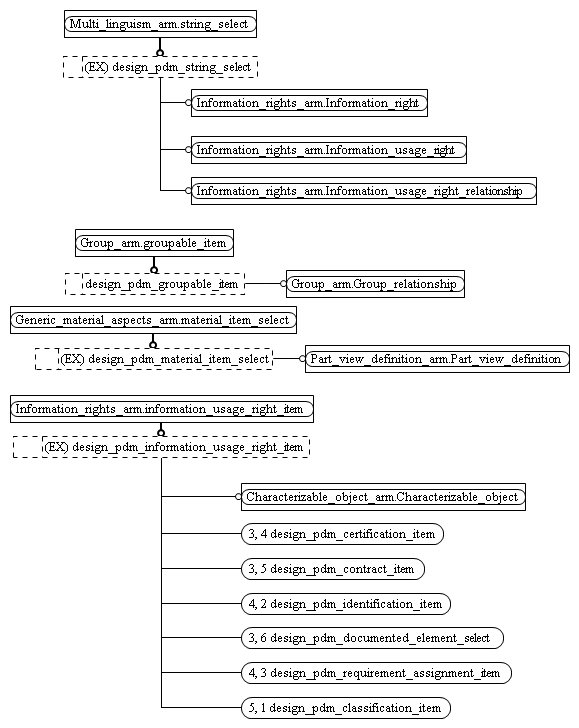 Multi_linguism_arm.string_select
(EX) design_pdm_string_select
Information_rights_arm.Information_right
Information_rights_arm.Information_usage_right
Information_rights_arm.Information_usage_right_relationship
Group_arm.groupable_item
design_pdm_groupable_item
Group_arm.Group_relationship
Generic_material_aspects_arm.material_item_select
(EX) design_pdm_material_item_select
Part_view_definition_arm.Part_view_definition
Information_rights_arm.information_usage_right_item
(EX) design_pdm_information_usage_right_item
Characterizable_object_arm.Characterizable_object
3, 4 design_pdm_certification_item
3, 5 design_pdm_contract_item
4, 2 design_pdm_identification_item
3, 6 design_pdm_documented_element_select
4, 3 design_pdm_requirement_assignment_item
5, 1 design_pdm_classification_item